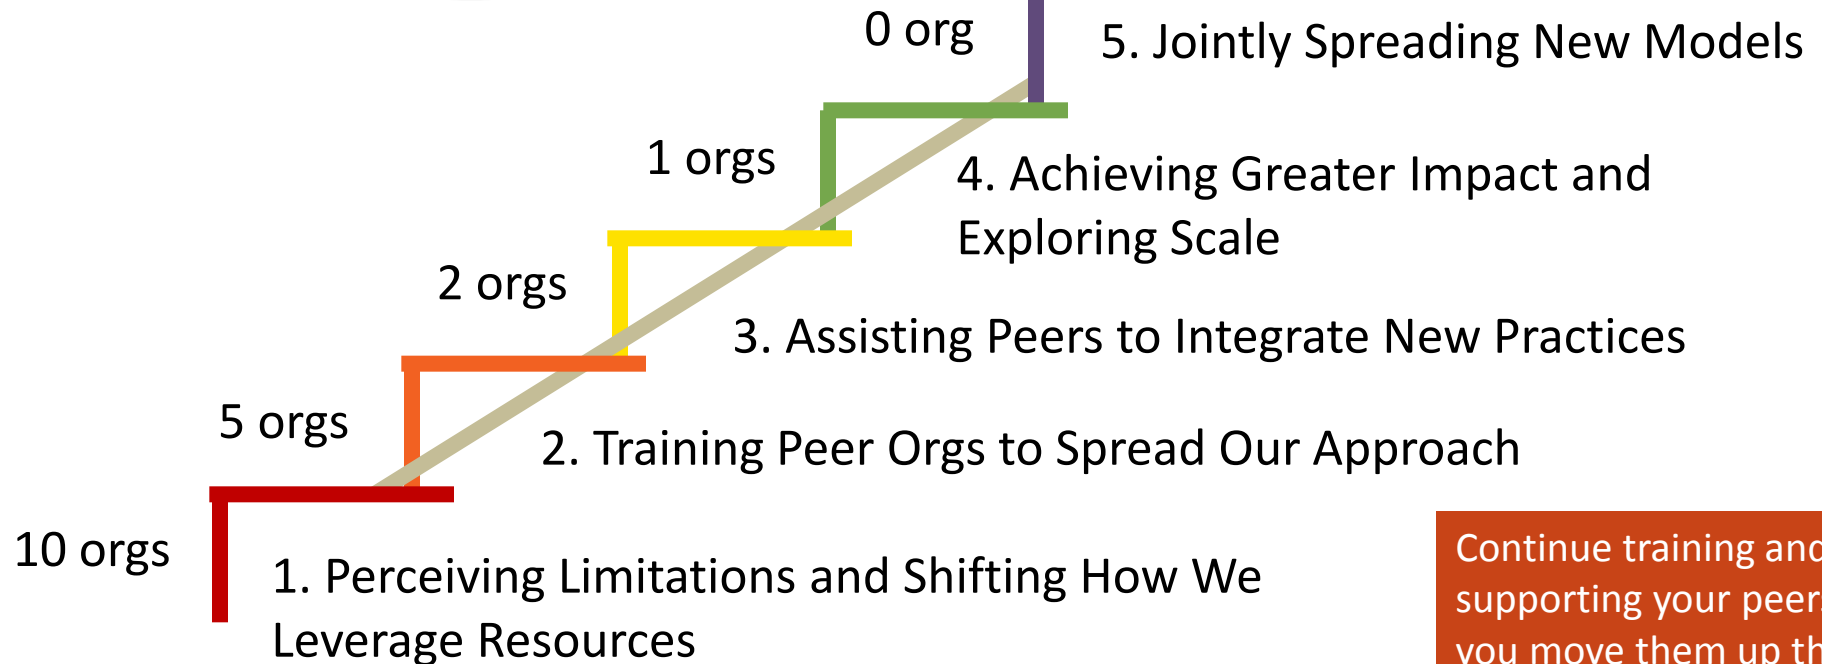 0 org
5. Jointly Spreading New Models
1 orgs
4. Achieving Greater Impact and
Exploring Scale
2 orgs
3. Assisting Peers to Integrate New Practices
5 orgs
2. Training Peer Orgs to Spread Our Approach
10 orgs
1. Perceiving Limitations and Shifting How We
Leverage Resources
Continue training and
supporting your peers
you move them up th